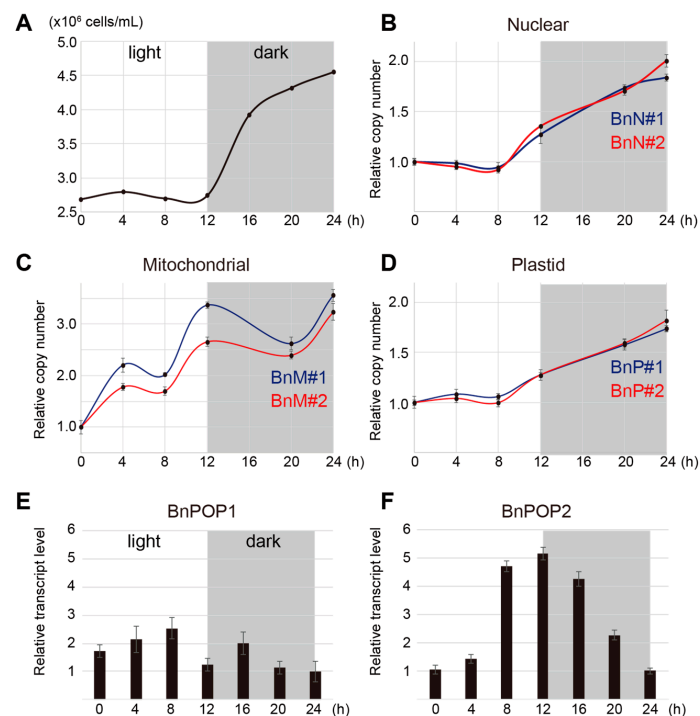 A
(x10⁶ cells/mL)
light
dark
5.0
4.5
4.0
3.5
3.0
2.5
0 4 8 12 16 20 24 (h)
B
Nuclear
Relative copy number
2.0
1.5
1.0
BnN#1
BnN#2
0 4 8 12 16 20 24 (h)
C
Mitochondrial
Relative copy number
3.0
2.0
1.0
BnM#1
BnM#2
0 4 8 12 16 20 24 (h)
D
Plastid
Relative copy number
2.0
1.5
1.0
BnP#1
BnP#2
0 4 8 12 20 24 (h)
E
BnPOP1
light
dark
Relative transcript level
6
5
4
3
2
1
0 4 8 12 16 20 24 (h)
F
BnPOP2
Relative transcript level
6
5
4
3
2
1
0 4 8 12 16 20 24 (h)